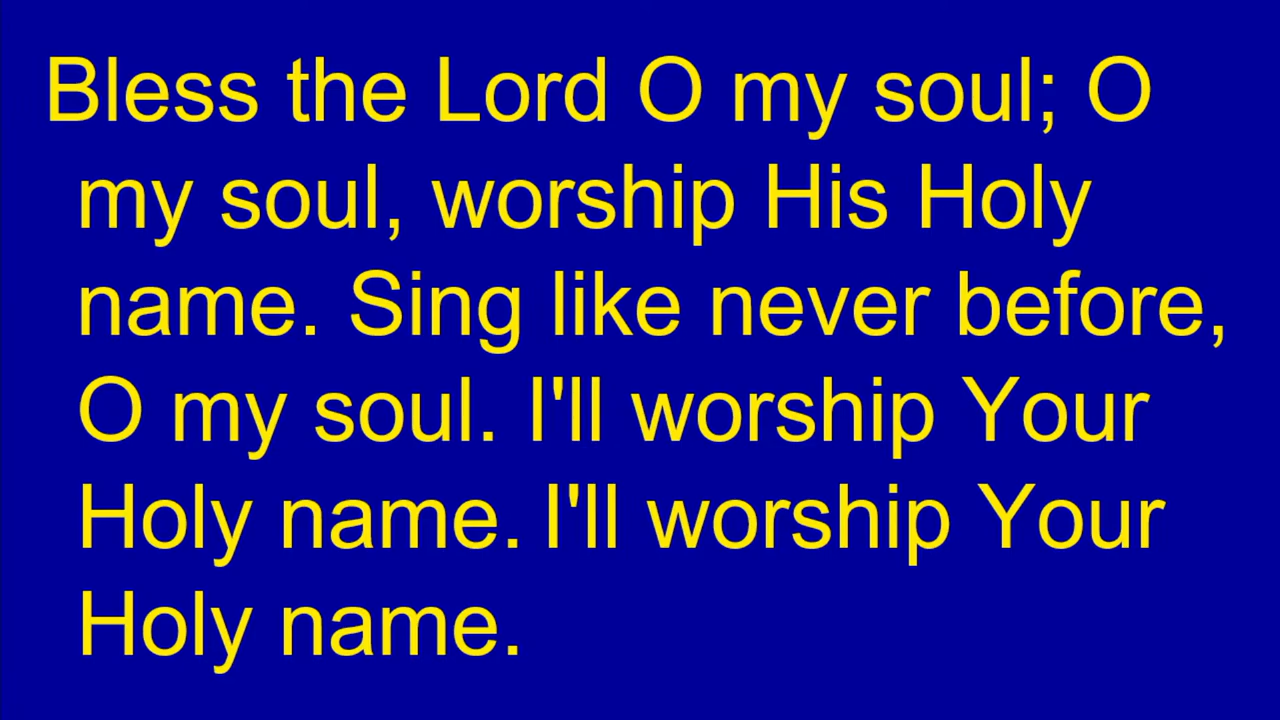 Bless the Lord O my soul; O
my soul, worship His Holy
name. Sing like never before,
O my soul. I'll worship Your
Holy name. I'll worship Your
Holy name.